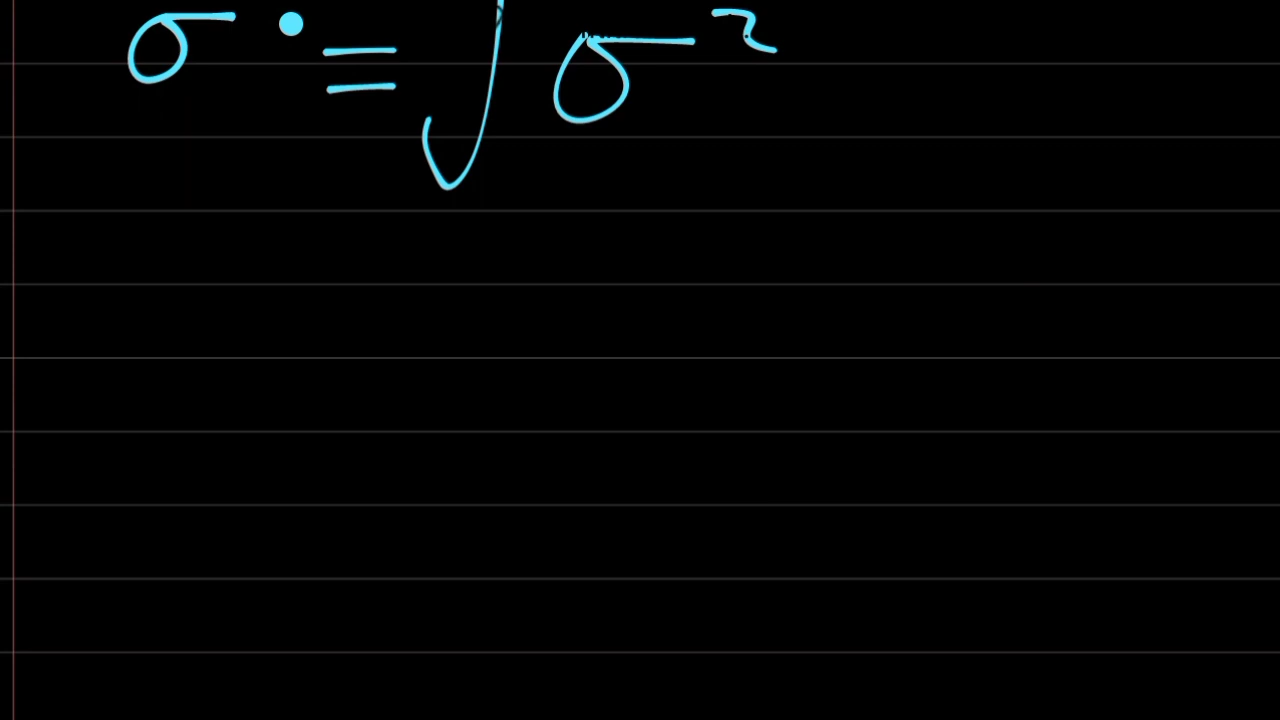 σ = √σ²